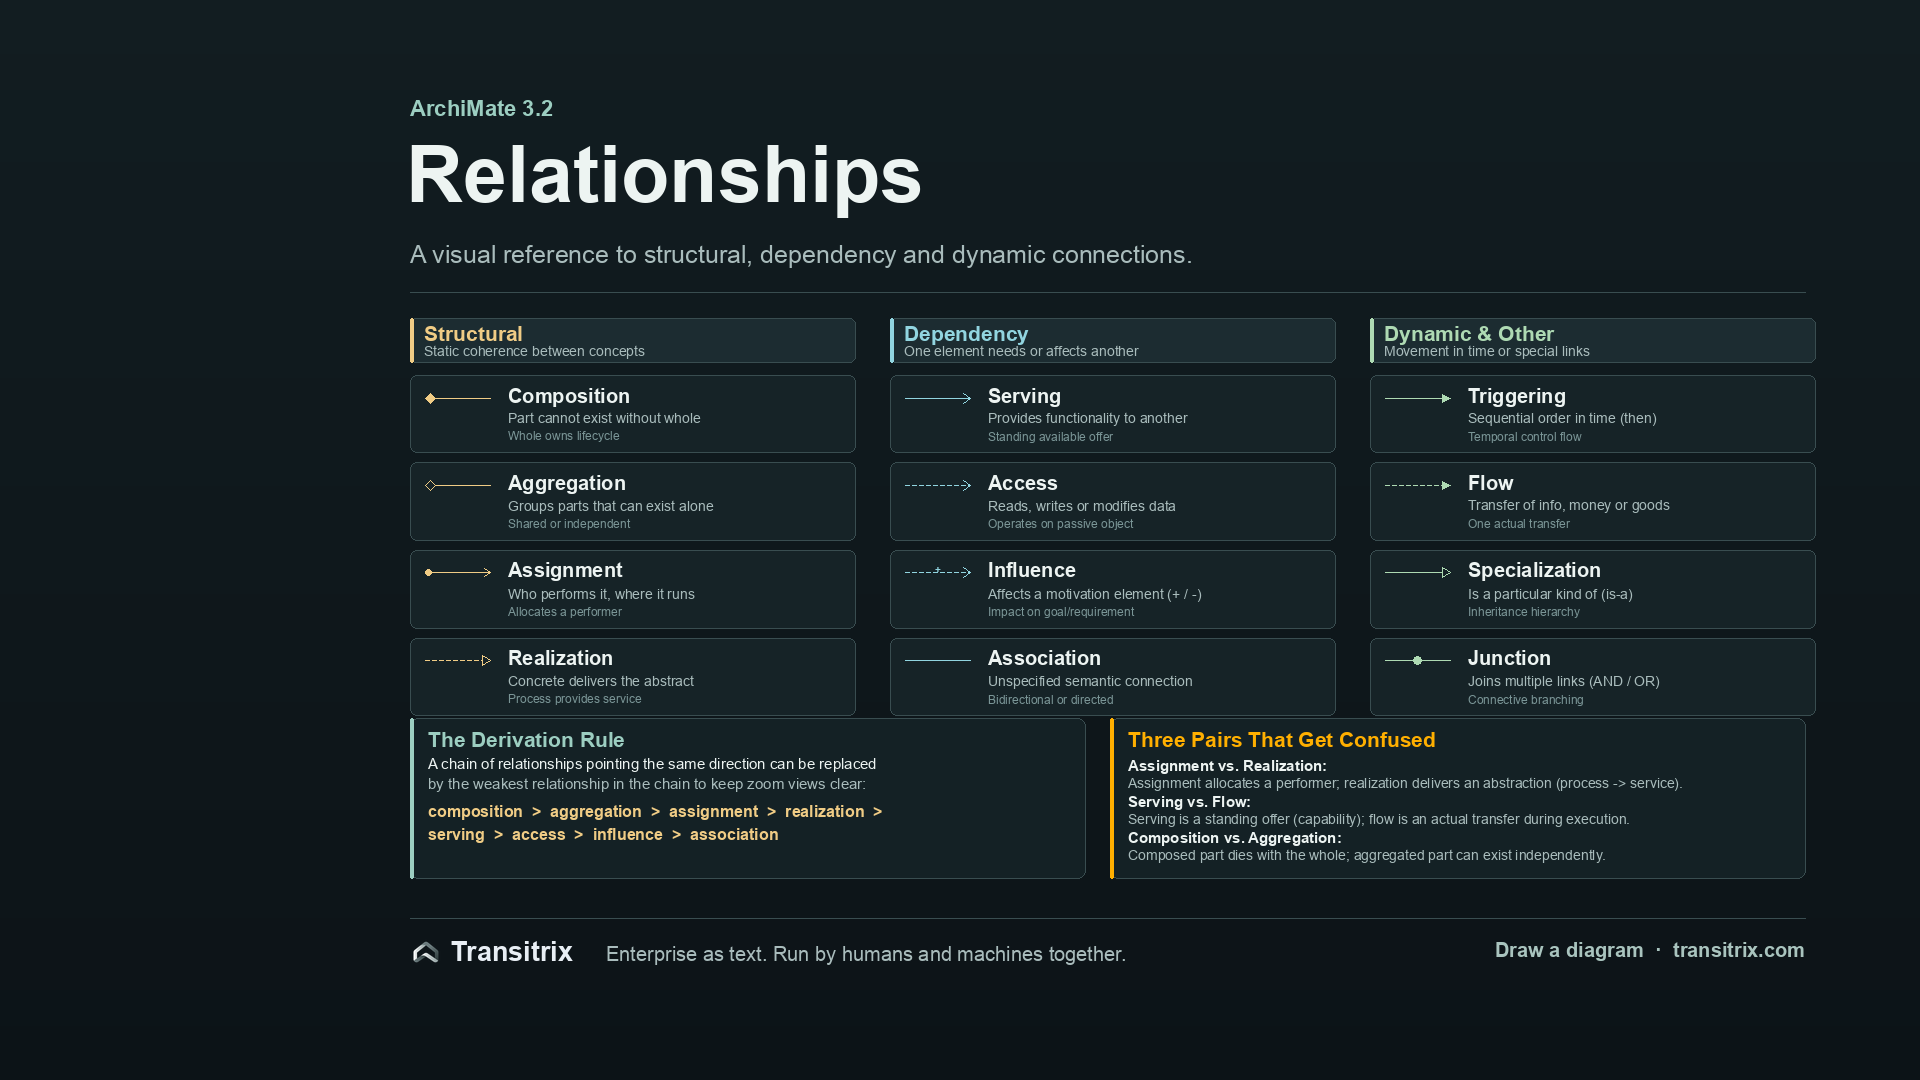 ArchiMate 3.2
Relationships
A visual reference to structural, dependency and dynamic connections.
Structural
Static coherence between concepts
Composition
Part cannot exist without whole
Whole owns lifecycle
Aggregation
Groups parts that can exist alone
Shared or independent
Assignment
Who performs it, where it runs
Allocates a performer
Realization
Concrete delivers the abstract
Process provides service
Dependency
One element needs or affects another
Serving
Provides functionality to another
Standing available offer
Access
Reads, writes or modifies data
Operates on passive object
+
Influence
Affects a motivation element (+ / -)
Impact on goal/requirement
Association
Unspecified semantic connection
Bidirectional or directed
Dynamic & Other
Movement in time or special links
Triggering
Sequential order in time (then)
Temporal control flow
Flow
Transfer of info, money or goods
One actual transfer
Specialization
Is a particular kind of (is-a)
Inheritance hierarchy
Junction
Joins multiple links (AND / OR)
Connective branching
The Derivation Rule
A chain of relationships pointing the same direction can be replaced
by the weakest relationship in the chain to keep zoom views clear:
composition > aggregation > assignment > realization >
serving > access > influence > association
Three Pairs That Get Confused
Assignment vs. Realization:
Assignment allocates a performer; realization delivers an abstraction (process -> service).
Serving vs. Flow:
Serving is a standing offer (capability); flow is an actual transfer during execution.
Composition vs. Aggregation:
Composed part dies with the whole; aggregated part can exist independently.
Transitrix
Enterprise as text. Run by humans and machines together.
Draw a diagram · transitrix.com